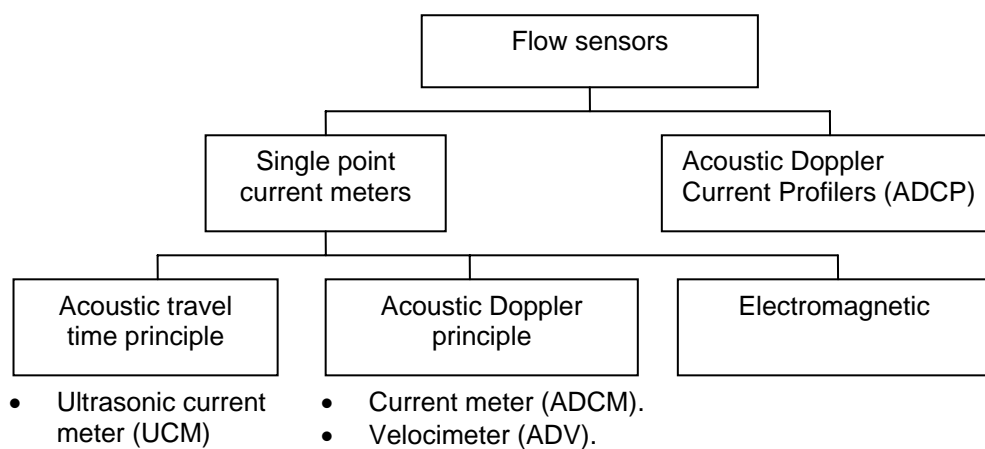 Flow sensors
Single point
current meters
Acoustic Doppler
Current Profilers (ADCP)
Acoustic travel
time principle
Acoustic Doppler
principle
Electromagnetic
• Ultrasonic current
meter (UCM)
• Current meter (ADCM).
• Velocimeter (ADV).